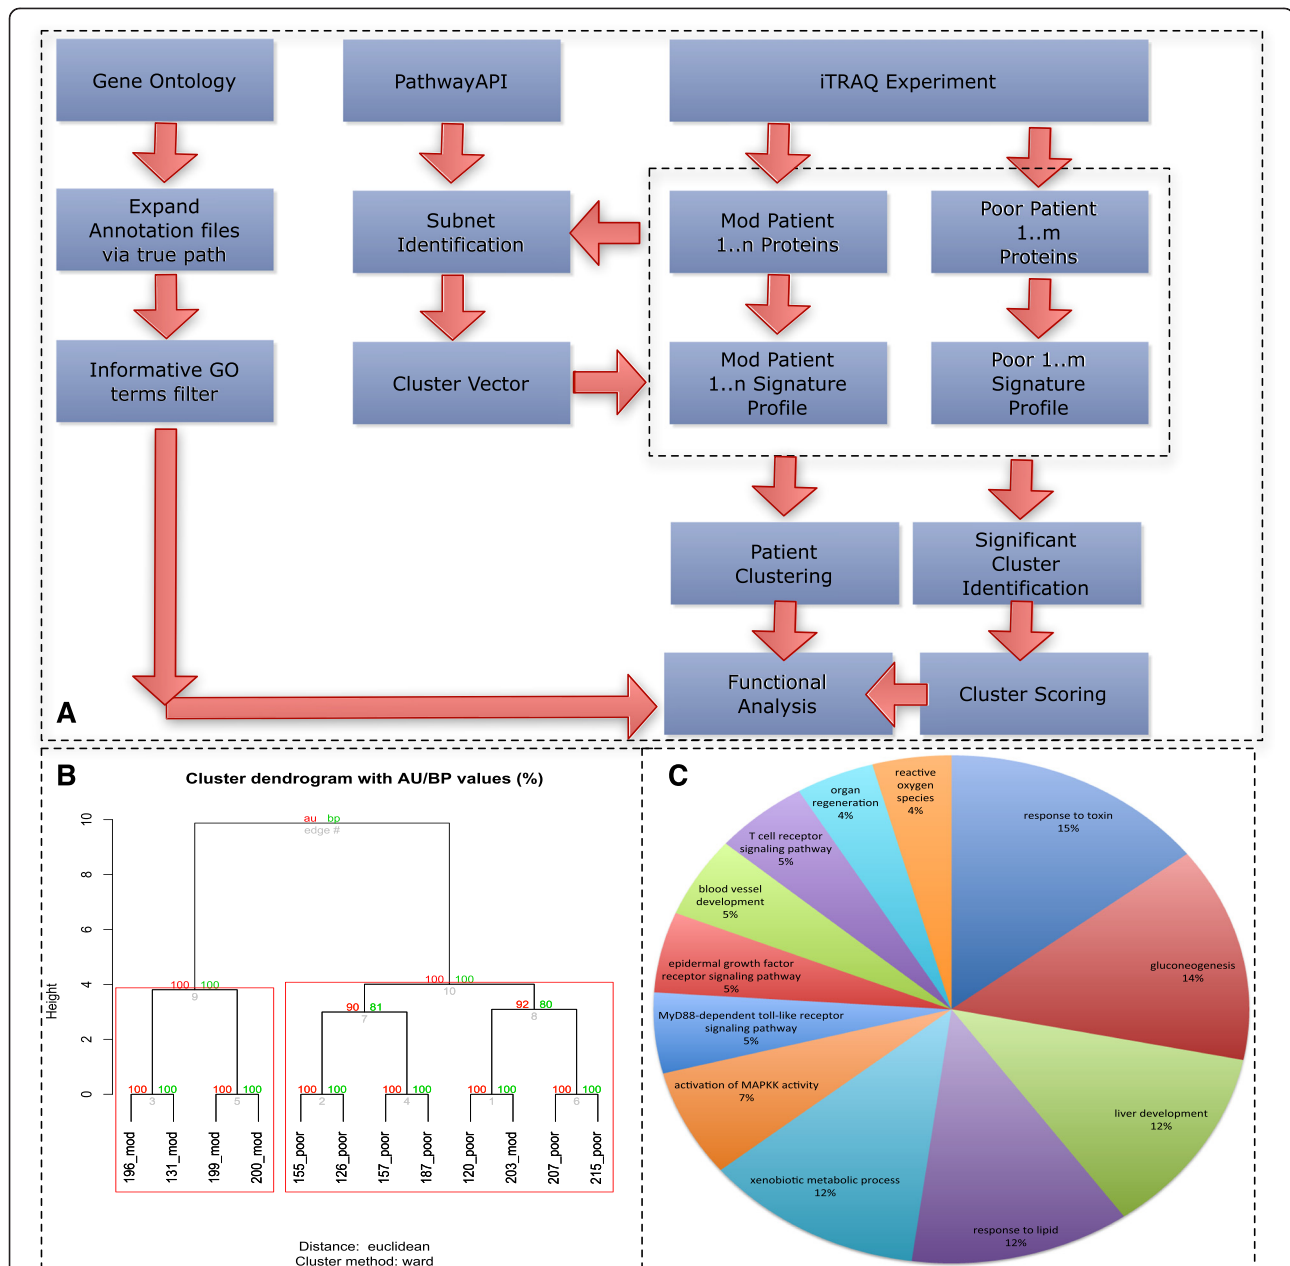 Gene Ontology
PathwayAPI
iTRAQ Experiment
Expand
Annotation files
via true path
Subnet
Identification
Mod Patient
1..n Proteins
Poor Patient
1..m
Proteins
Informative GO
terms filter
Cluster Vector
Mod Patient
1..n Signature
Profile
Poor 1..m
Signature
Profile
Patient
Clustering
Significant
Cluster
Identification
Functional
Analysis
Cluster Scoring
A
B
Cluster dendrogram with AU/BP values (%)
au bp
edge #
Height
10
8
6
4
2
0
100 100
9
100 100
10
90 81
7
92 80
8
100 100
3
100 100
5
100 100
2
100 100
4
100 100
1
100 100
6
196_mod
131_mod
199_mod
200_mod
155_poor
126_poor
157_poor
187_poor
120_poor
203_mod
207_poor
215_poor
Distance: euclidean
Cluster method: ward
C
reactive
oxygen
species
4%
response to toxin
15%
gluconeogenesis
14%
liver development
12%
response to lipid
12%
xenobiotic metabolic process
12%
activation of MAPKK activity
7%
MyD88-dependent toll-like receptor
signaling pathway
5%
epidermal growth factor
receptor signaling pathway
5%
blood vessel
development
5%
T cell receptor
signaling pathway
5%
organ
regeneration
4%